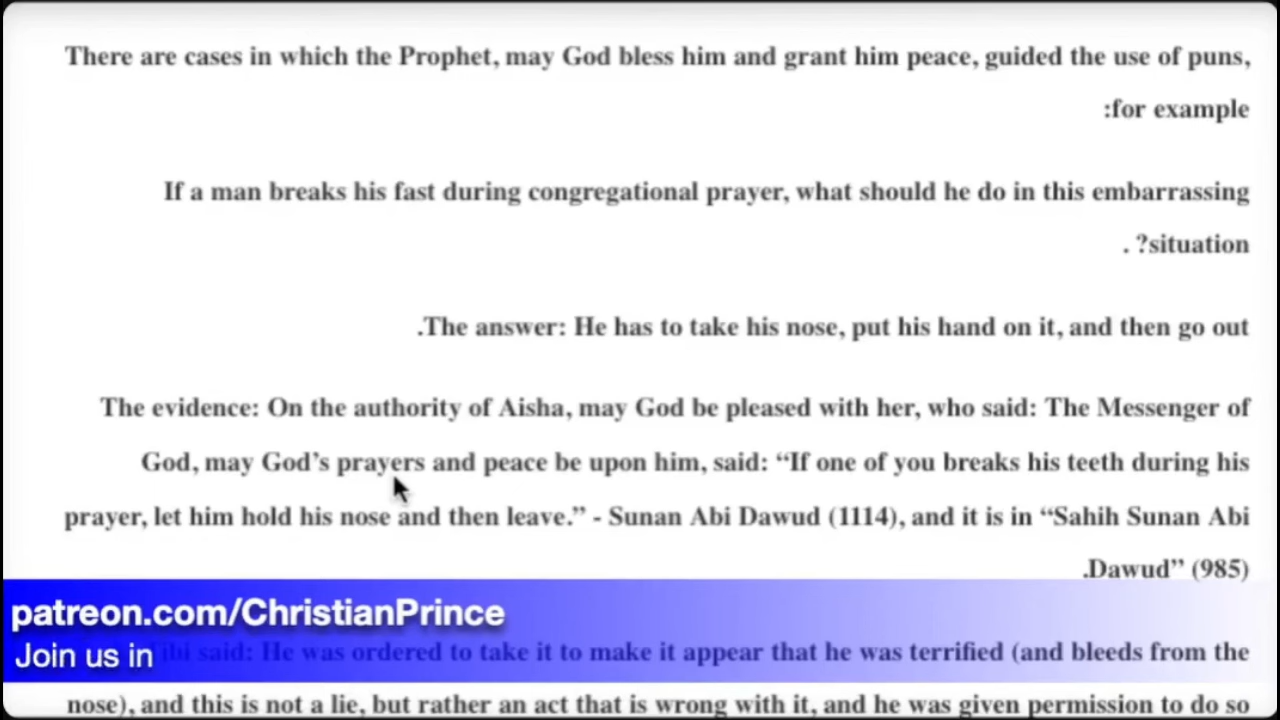 There are cases in which the Prophet, may God bless him and grant him peace, guided the use of puns,
:for example
If a man breaks his fast during congregational prayer, what should he do in this embarrassing
. ?situation
.The answer: He has to take his nose, put his hand on it, and then go out
The evidence: On the authority of Aisha, may God be pleased with her, who said: The Messenger of
God, may God’s prayers and peace be upon him, said: “If one of you breaks his teeth during his
prayer, let him hold his nose and then leave.” - Sunan Abi Dawud (1114), and it is in “Sahih Sunan Abi
.Dawud” (985)
patreon.com/ChristianPrince
Join us in
said: He was ordered to take it to make it appear that he was terrified (and bleeds from the
nose), and this is not a lie, but rather an act that is wrong with it, and he was given permission to do so